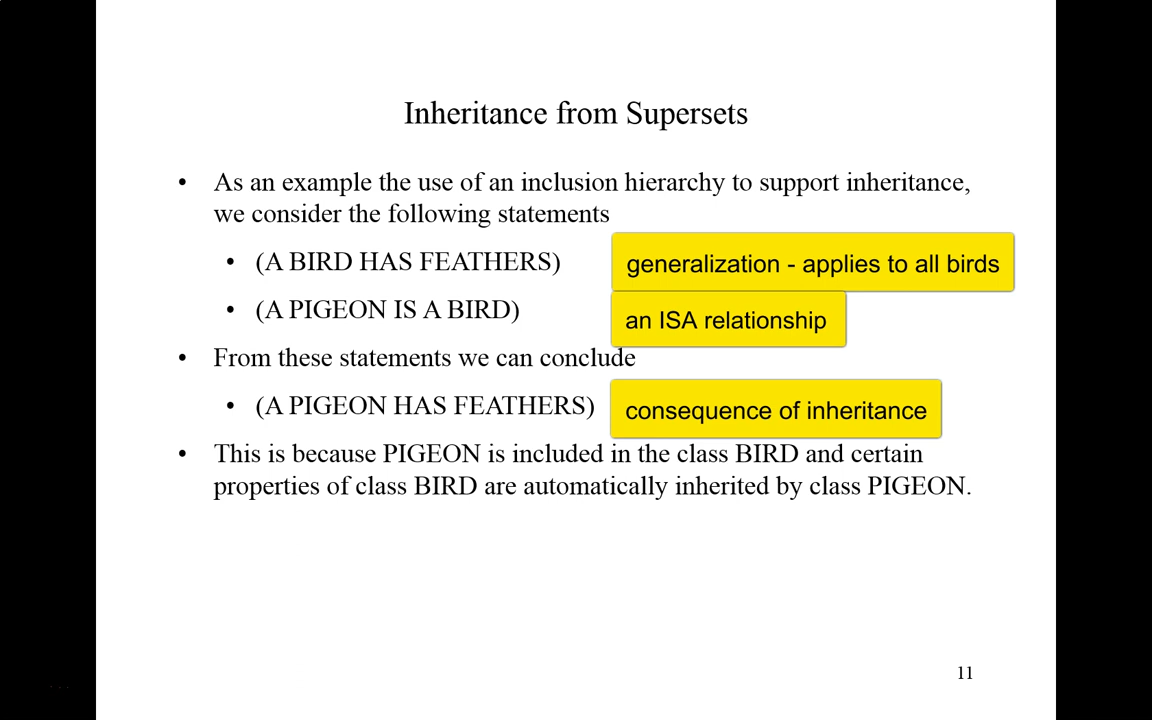 Inheritance from Supersets
• As an example the use of an inclusion hierarchy to support inheritance,
we consider the following statements
• (A BIRD HAS FEATHERS) generalization - applies to all birds
• (A PIGEON IS A BIRD) an ISA relationship
• From these statements we can conclude
• (A PIGEON HAS FEATHERS) consequence of inheritance
• This is because PIGEON is included in the class BIRD and certain
properties of class BIRD are automatically inherited by class PIGEON.
11